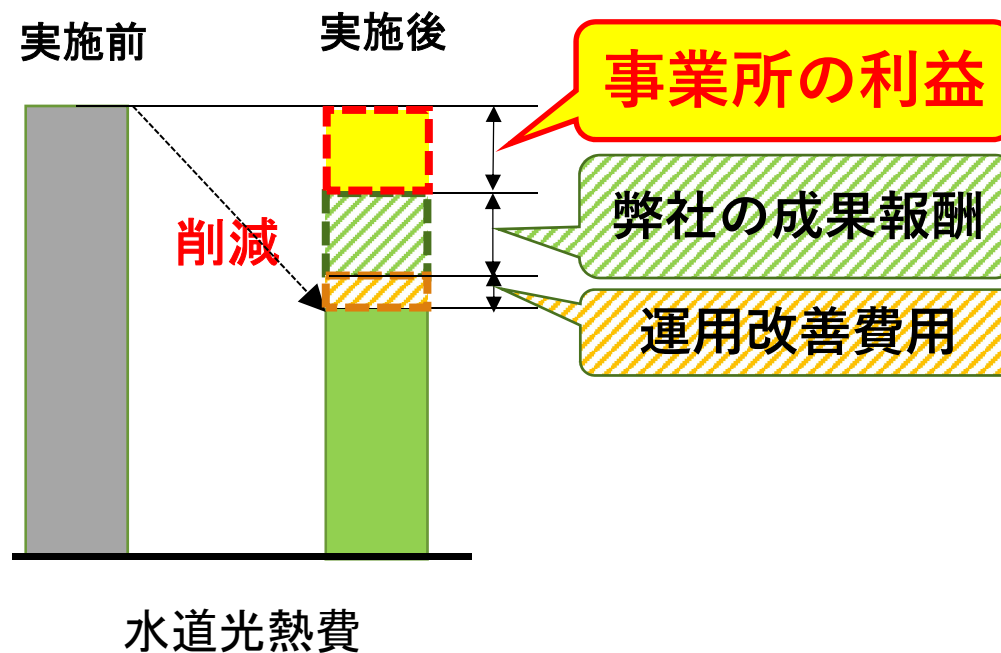 実施前
実施後
事業所の利益
弊社の成果報酬
削減
運用改善費用
水道光熱費